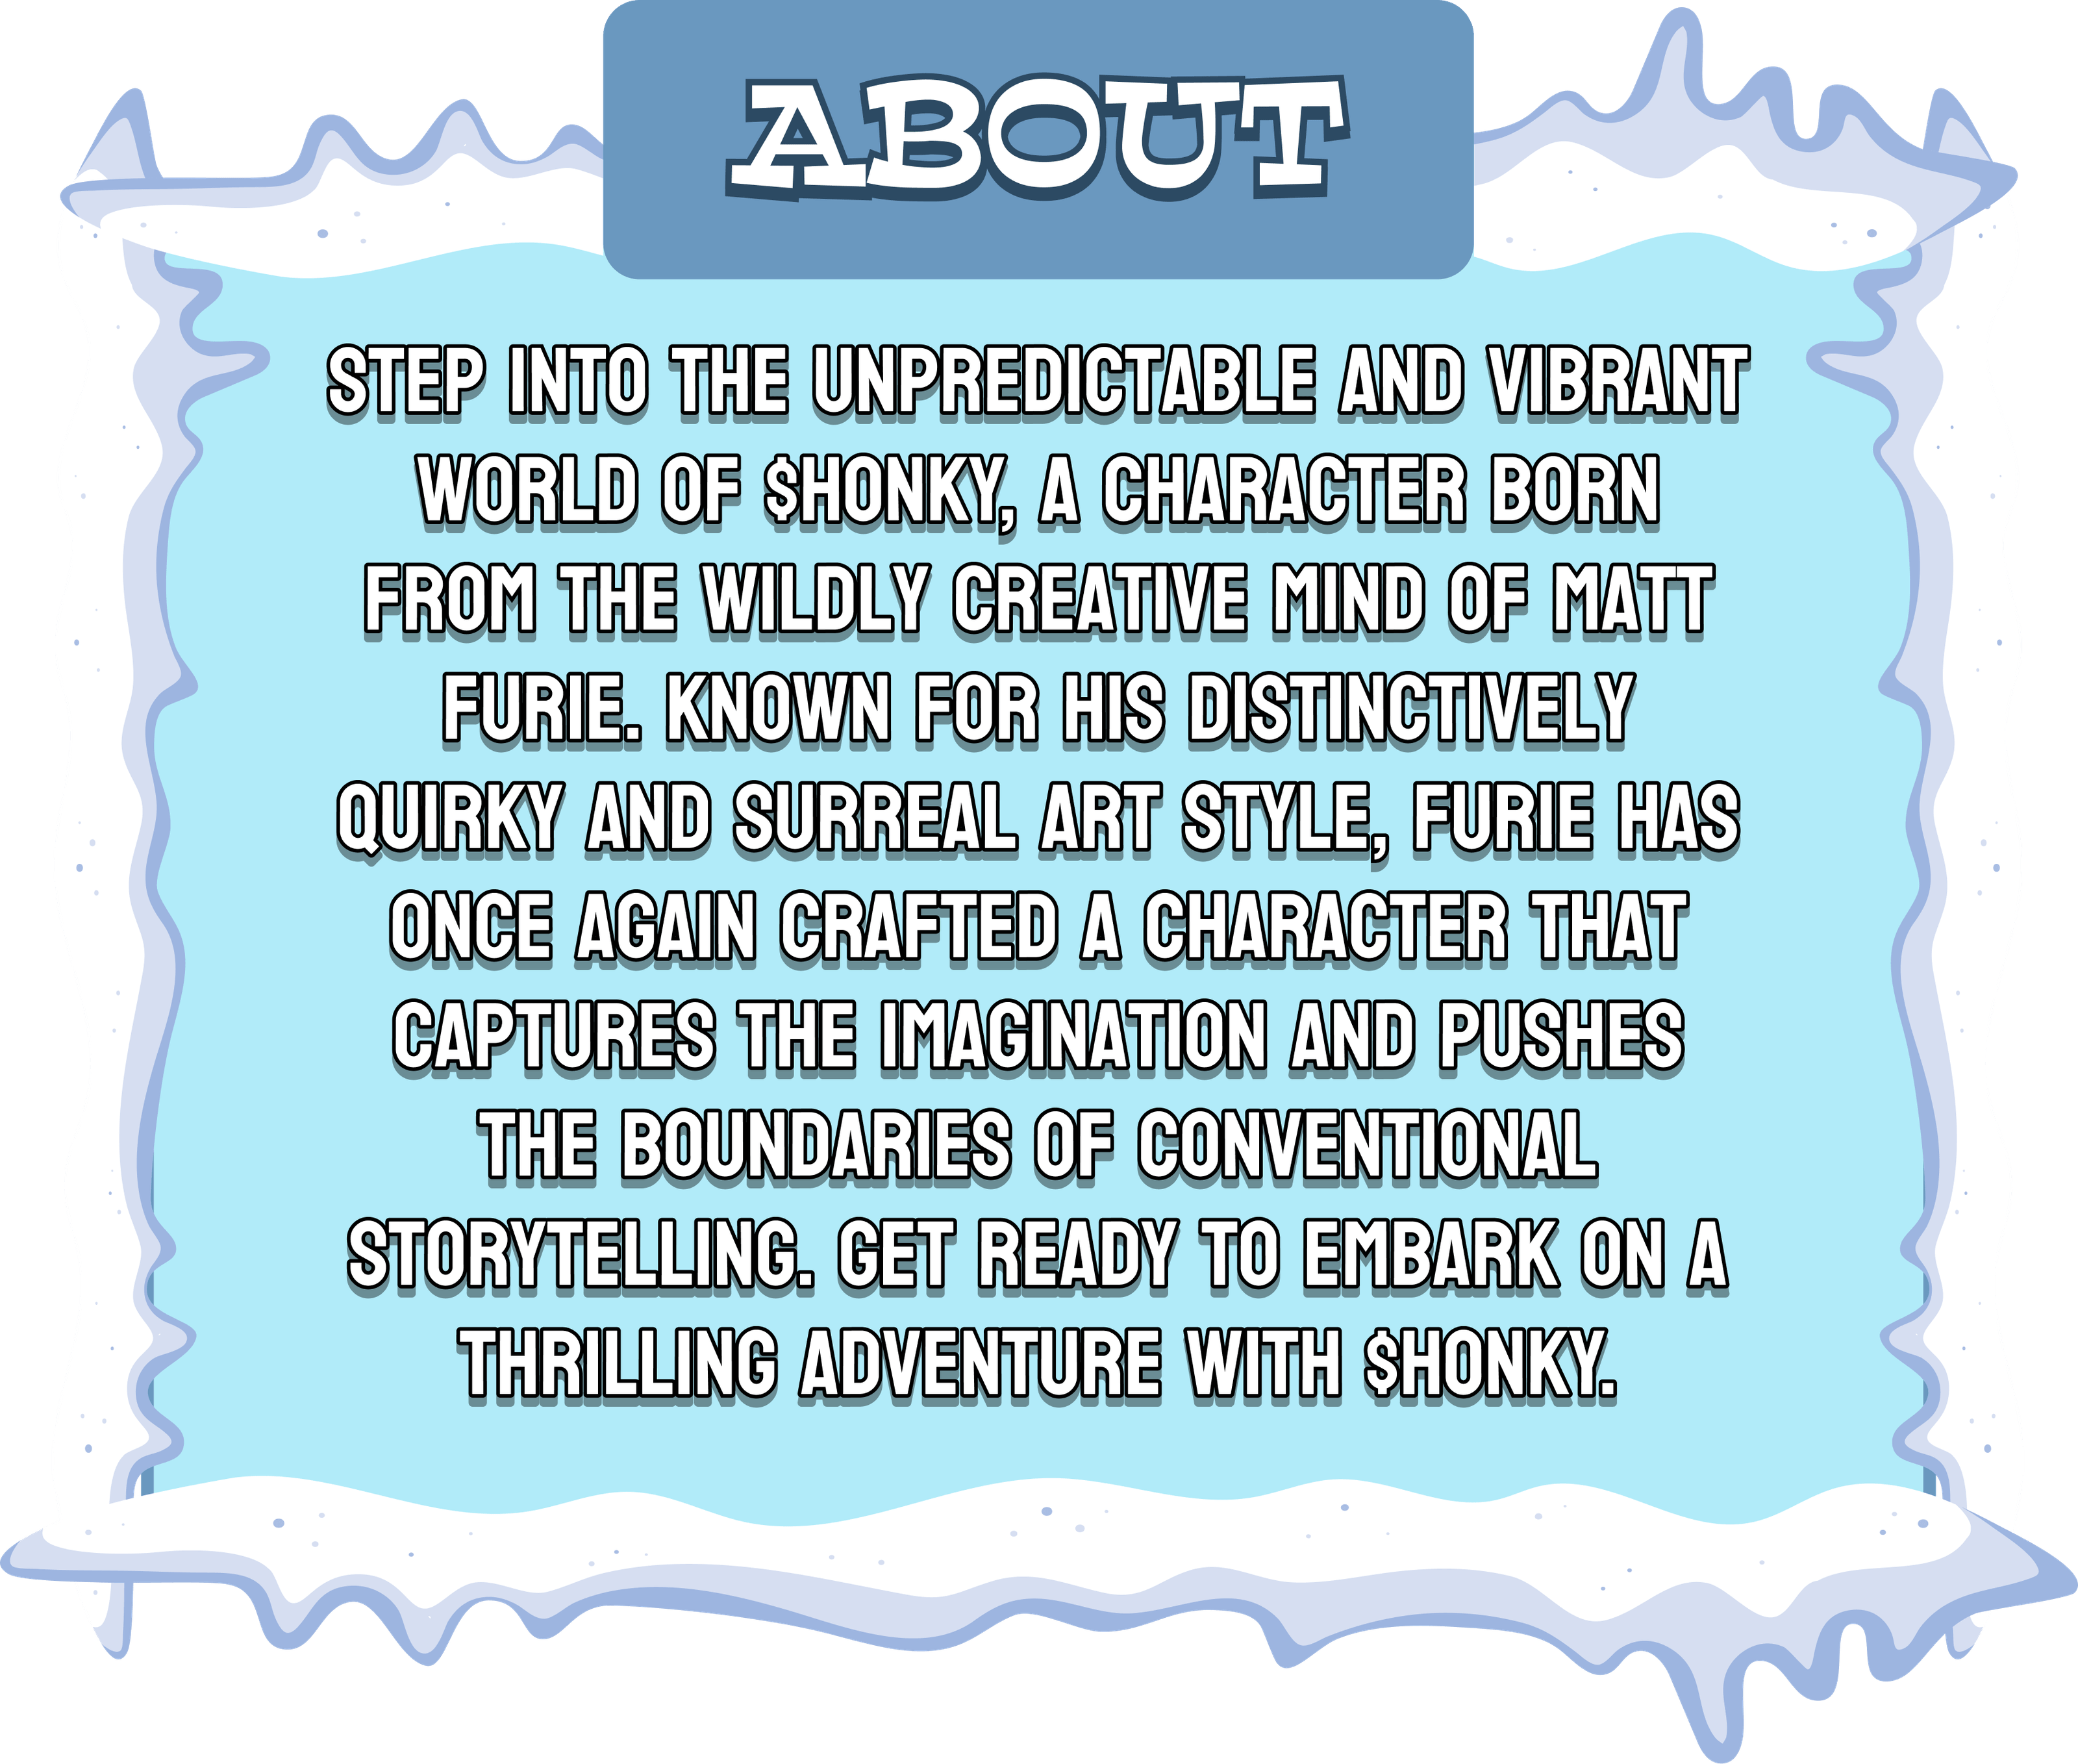 ABOUT
STEP INTO THE UNPREDICTABLE AND VIBRANT
WORLD OF $HONKY, A CHARACTER BORN
FROM THE WILDLY CREATIVE MIND OF MATT
FURIE. KNOWN FOR HIS DISTINCTIVELY
QUIRKY AND SURREAL ART STYLE, FURIE HAS
ONCE AGAIN CRAFTED A CHARACTER THAT
CAPTURES THE IMAGINATION AND PUSHES
THE BOUNDARIES OF CONVENTIONAL
STORYTELLING. GET READY TO EMBARK ON A
THRILLING ADVENTURE WITH $HONKY.